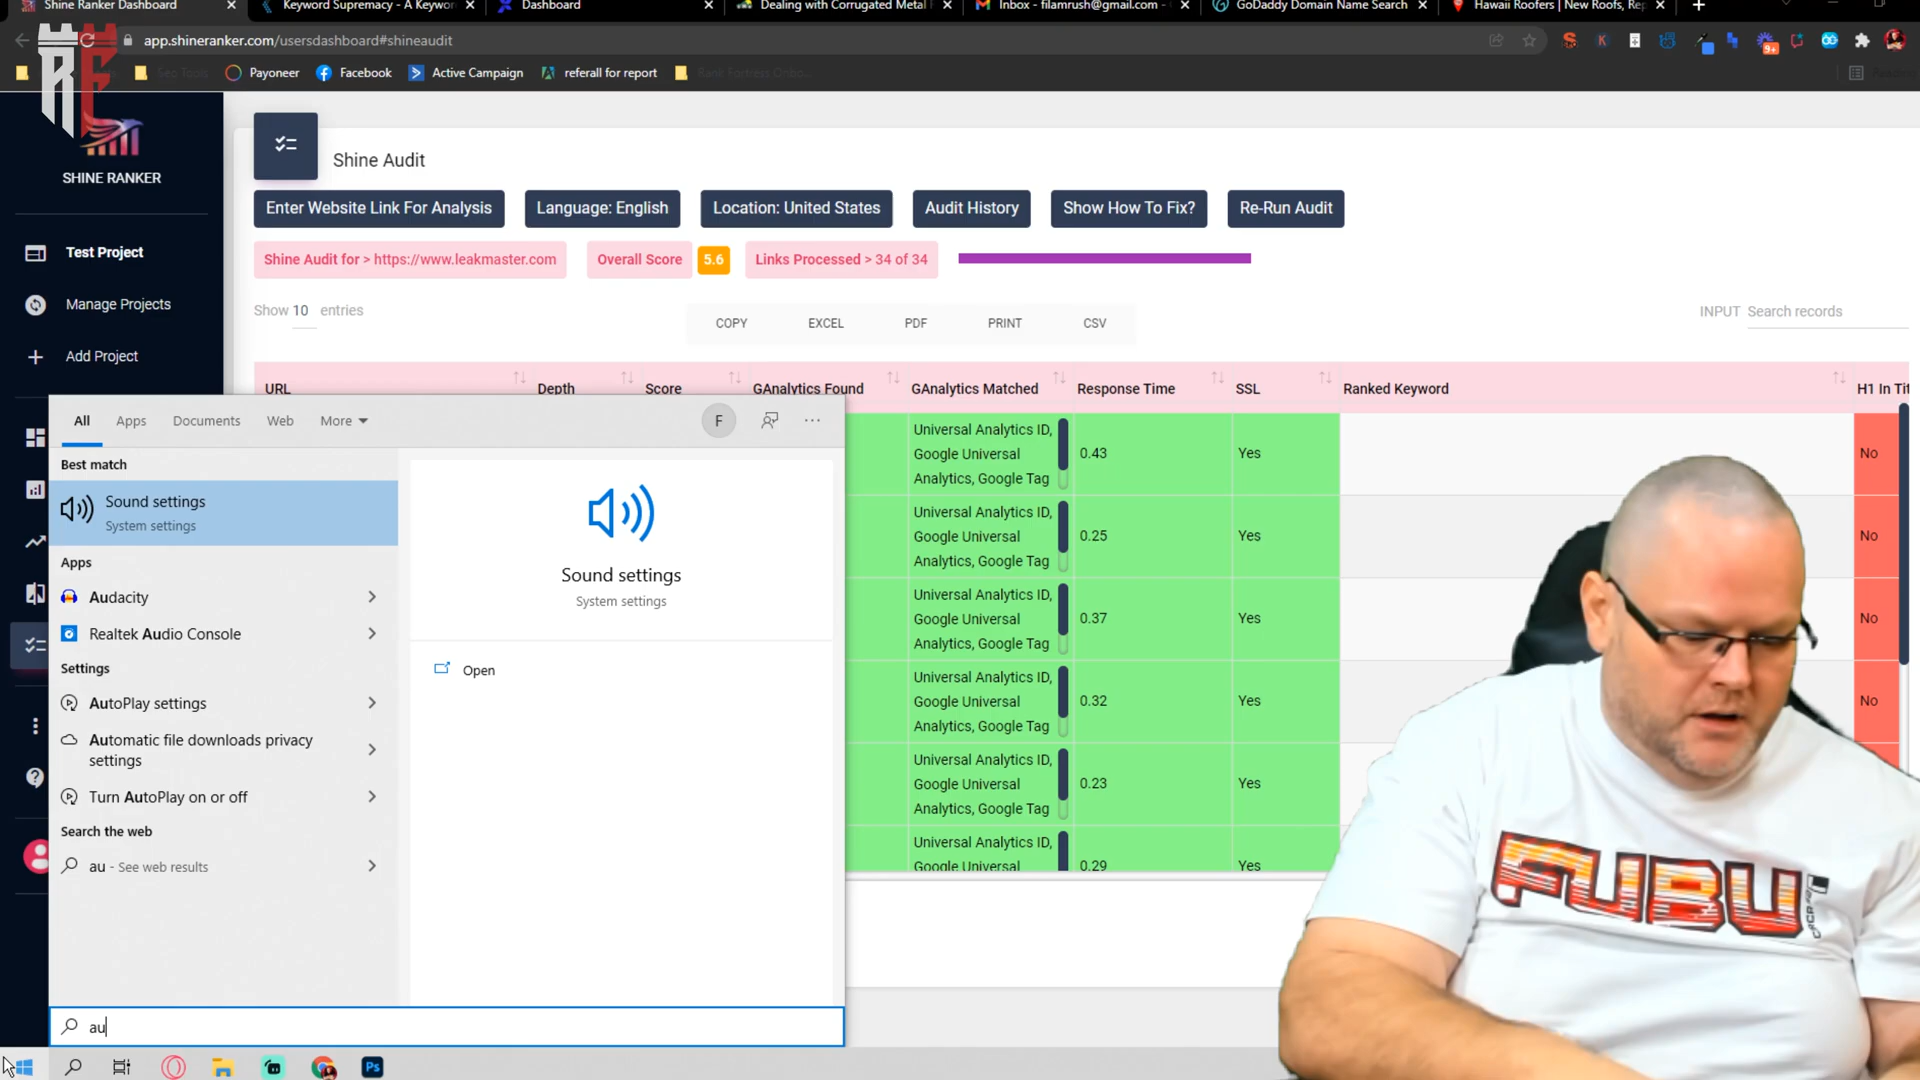 Shine Ranker Dashboard
Keyword Supremacy - A Keywor
Dashboard
Dealing with Corrugated Metal
Inbox - filamrush@gmail.com -
GoDaddy Domain Name Search
Hawaii Roofers | New Roofs, Rep
app.shineranker.com/usersdashboard#shineaudit
Seo Tools
Payoneer
Facebook
Active Campaign
referall for report
Rank Fortress Onbo...
Reading
SHINE RANKER
Test Project
Manage Projects
Add Project
Shine Audit
Enter Website Link For Analysis
Language: English
Location: United States
Audit History
Show How To Fix?
Re-Run Audit
Shine Audit for > https://www.leakmaster.com
Overall Score
5.6
Links Processed > 34 of 34
Show 10 entries
COPY
EXCEL
PDF
PRINT
CSV
INPUT Search records
URL
Depth
Score
GAnalytics Found
GAnalytics Matched
Response Time
SSL
Ranked Keyword
H1 In Tit
Universal Analytics ID,
Google Universal
Analytics, Google Tag
0.43
Yes
No
Universal Analytics ID,
Google Universal
Analytics, Google Tag
0.25
Yes
No
Universal Analytics ID,
Google Universal
Analytics, Google Tag
0.37
Yes
No
Universal Analytics ID,
Google Universal
Analytics, Google Tag
0.32
Yes
No
Universal Analytics ID,
Google Universal
Analytics, Google Tag
0.23
Yes
Universal Analytics ID,
Google Universal
0.29
Yes
All
Apps
Documents
Web
More
F
Best match
Sound settings
System settings
Apps
Audacity
Realtek Audio Console
Settings
AutoPlay settings
Automatic file downloads privacy
settings
Turn AutoPlay on or off
Search the web
au - See web results
Sound settings
System settings
Open
au
Ps
9+
FUBU